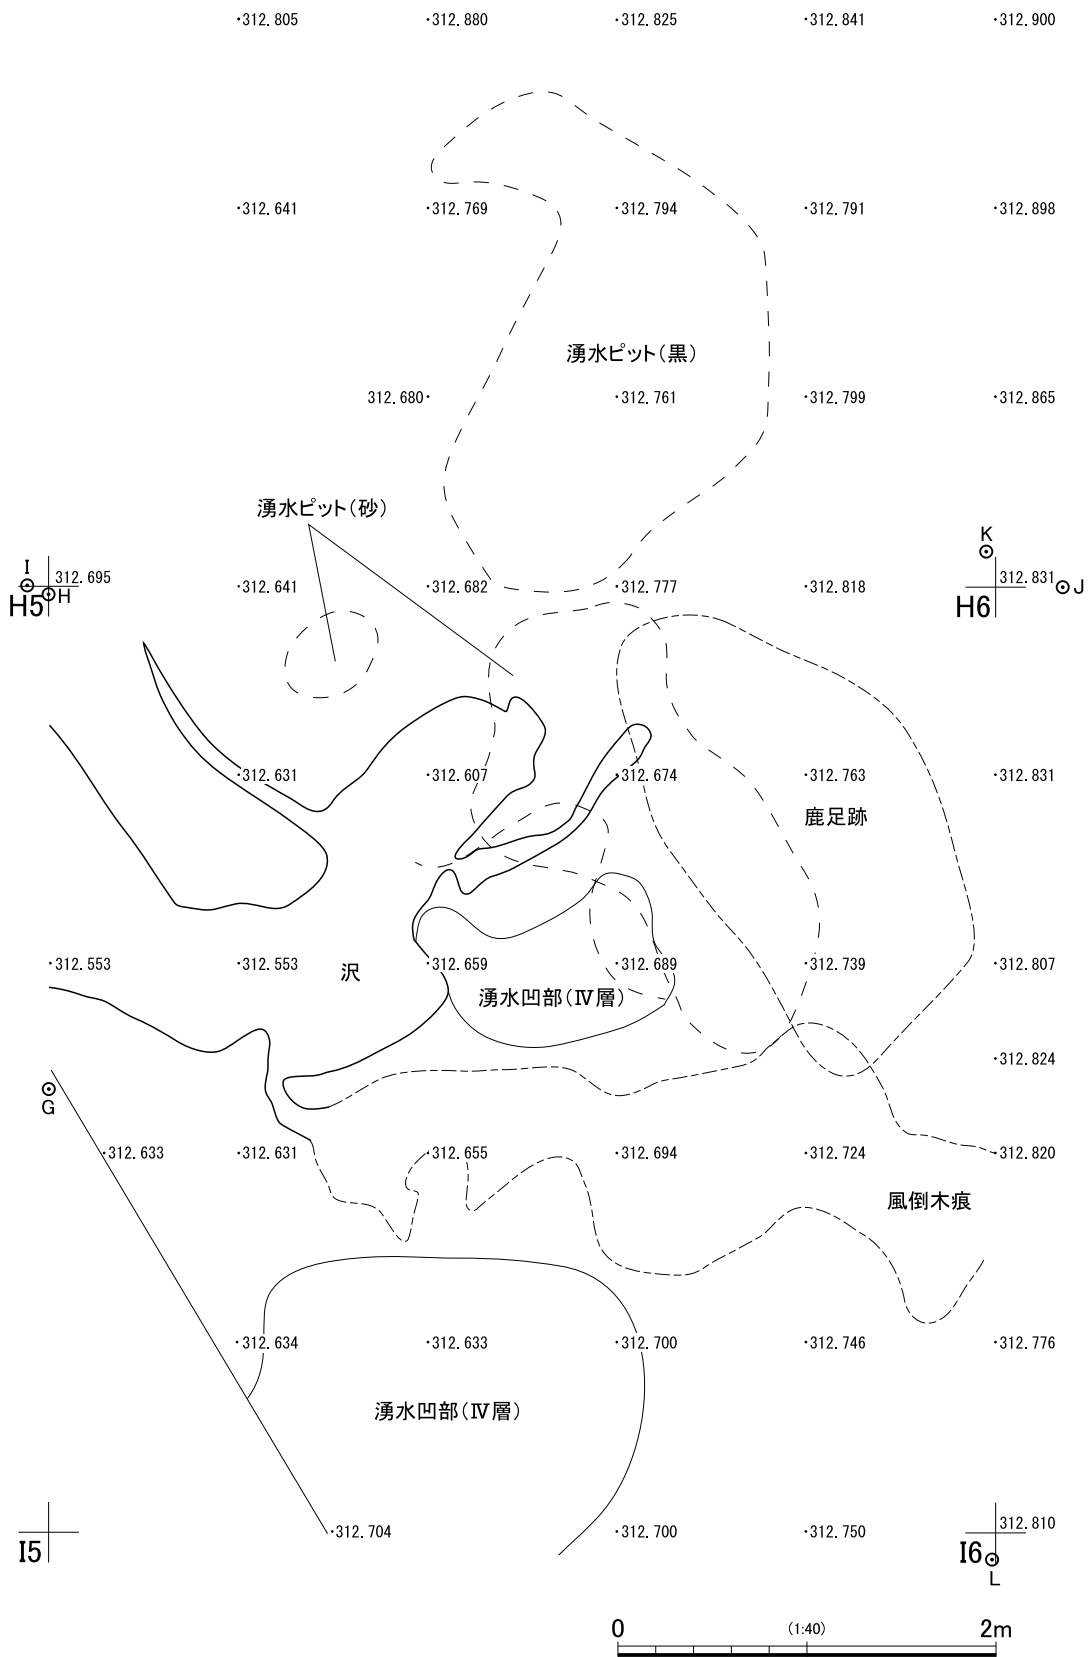 ·312.805 ·312.880 ·312.825 ·312.841 ·312.900
·312.641 ·312.769 ·312.794 ·312.791 ·312.898
湧水ピット(黒)
312.680· ·312.761 ·312.799 ·312.865
湧水ピット(砂)
K
I 312.695 ·312.641 ·312.682 ·312.777 ·312.818 312.831 J
H5 H H6
·312.631 ·312.607 ·312.674 ·312.763 ·312.831
鹿足跡
·312.553 ·312.553 沢 ·312.659 ·312.689 ·312.739 ·312.807
湧水凹部(Ⅳ層)
·312.824
G
·312.633 ·312.631 ·312.655 ·312.694 ·312.724 ·312.820
風倒木痕
·312.634 ·312.633 ·312.700 ·312.746 ·312.776
湧水凹部(Ⅳ層)
·312.704 ·312.700 ·312.750 312.810
I5 I6
L
0 (1:40) 2m